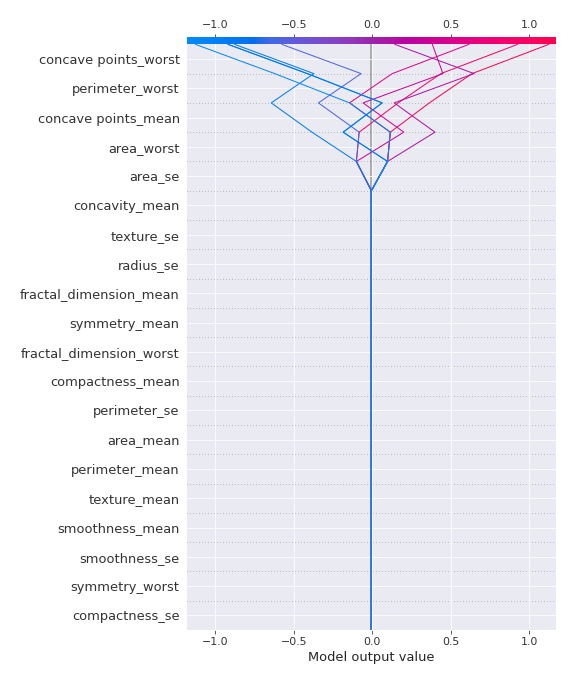 −1.0 −0.5 0.0 0.5 1.0
concave points_worst
perimeter_worst
concave points_mean
area_worst
area_se
concavity_mean
texture_se
radius_se
fractal_dimension_mean
symmetry_mean
fractal_dimension_worst
compactness_mean
perimeter_se
area_mean
perimeter_mean
texture_mean
smoothness_mean
smoothness_se
symmetry_worst
compactness_se
−1.0 −0.5 0.0 0.5 1.0
Model output value